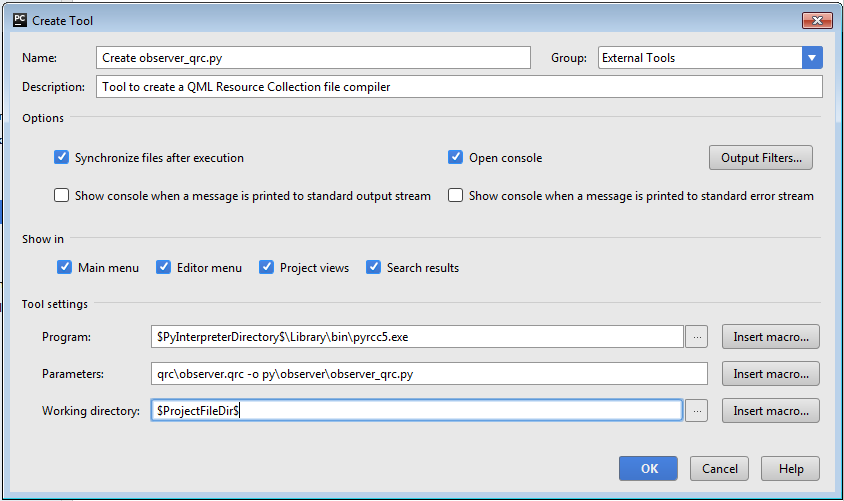 PC Create Tool
Name: Create observer_qrc.py Group: External Tools
Description: Tool to create a QML Resource Collection file compiler
Options
Synchronize files after execution Open console Output Filters...
Show console when a message is printed to standard output stream Show console when a message is printed to standard error stream
Show in
Main menu Editor menu Project views Search results
Tool settings
Program: $PyInterpreterDirectory$\Library\bin\pyrcc5.exe ... Insert macro...
Parameters: qrc\observer.qrc -o py\observer\observer_qrc.py Insert macro...
Working directory: $ProjectFileDir$ ... Insert macro...
OK Cancel Help